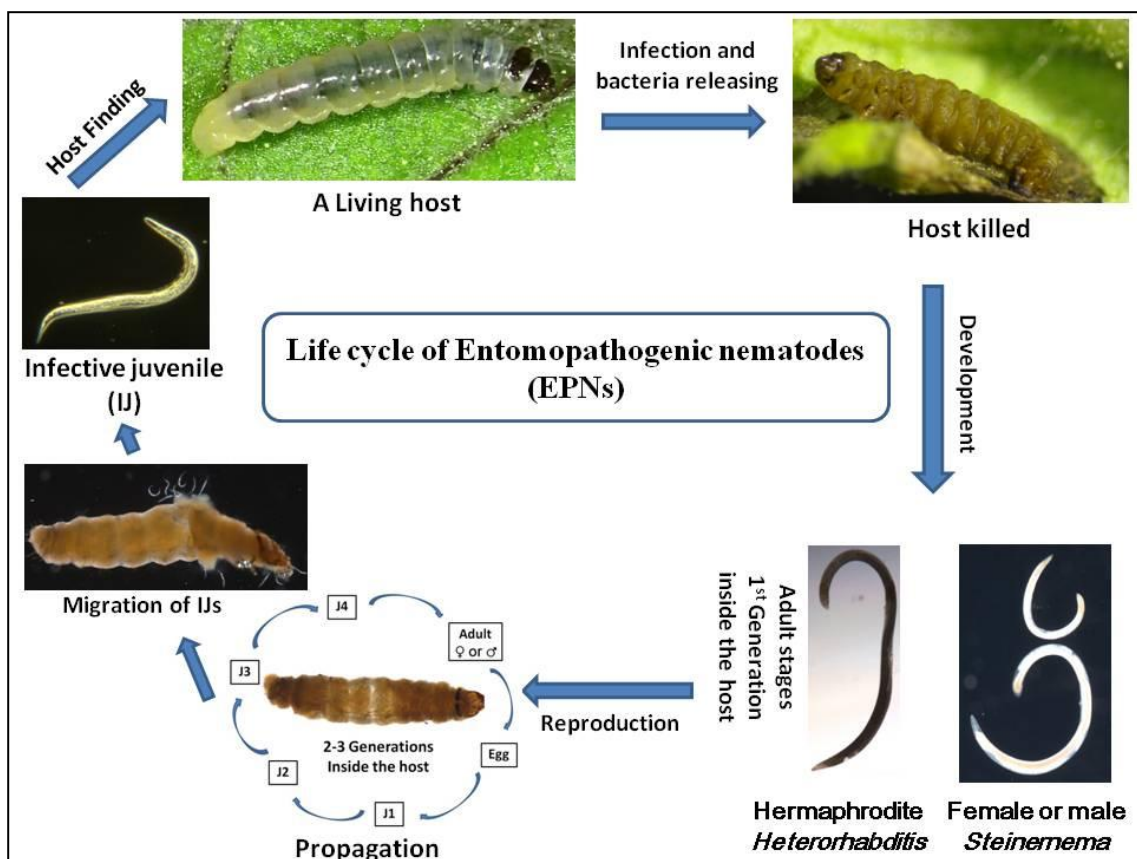 Host Finding
A Living host
Infection and
bacteria releasing
Host killed
Development
Life cycle of Entomopathogenic nematodes
(EPNs)
Infective juvenile
(IJ)
Migration of IJs
Adult stages
1st Generation
inside the host
Hermaphrodite
Heterorhabditis
Female or male
Steinernema
Reproduction
J4
Adult
♀ or ♂
J3
2-3 Generations
Inside the host
Egg
J2
J1
Propagation